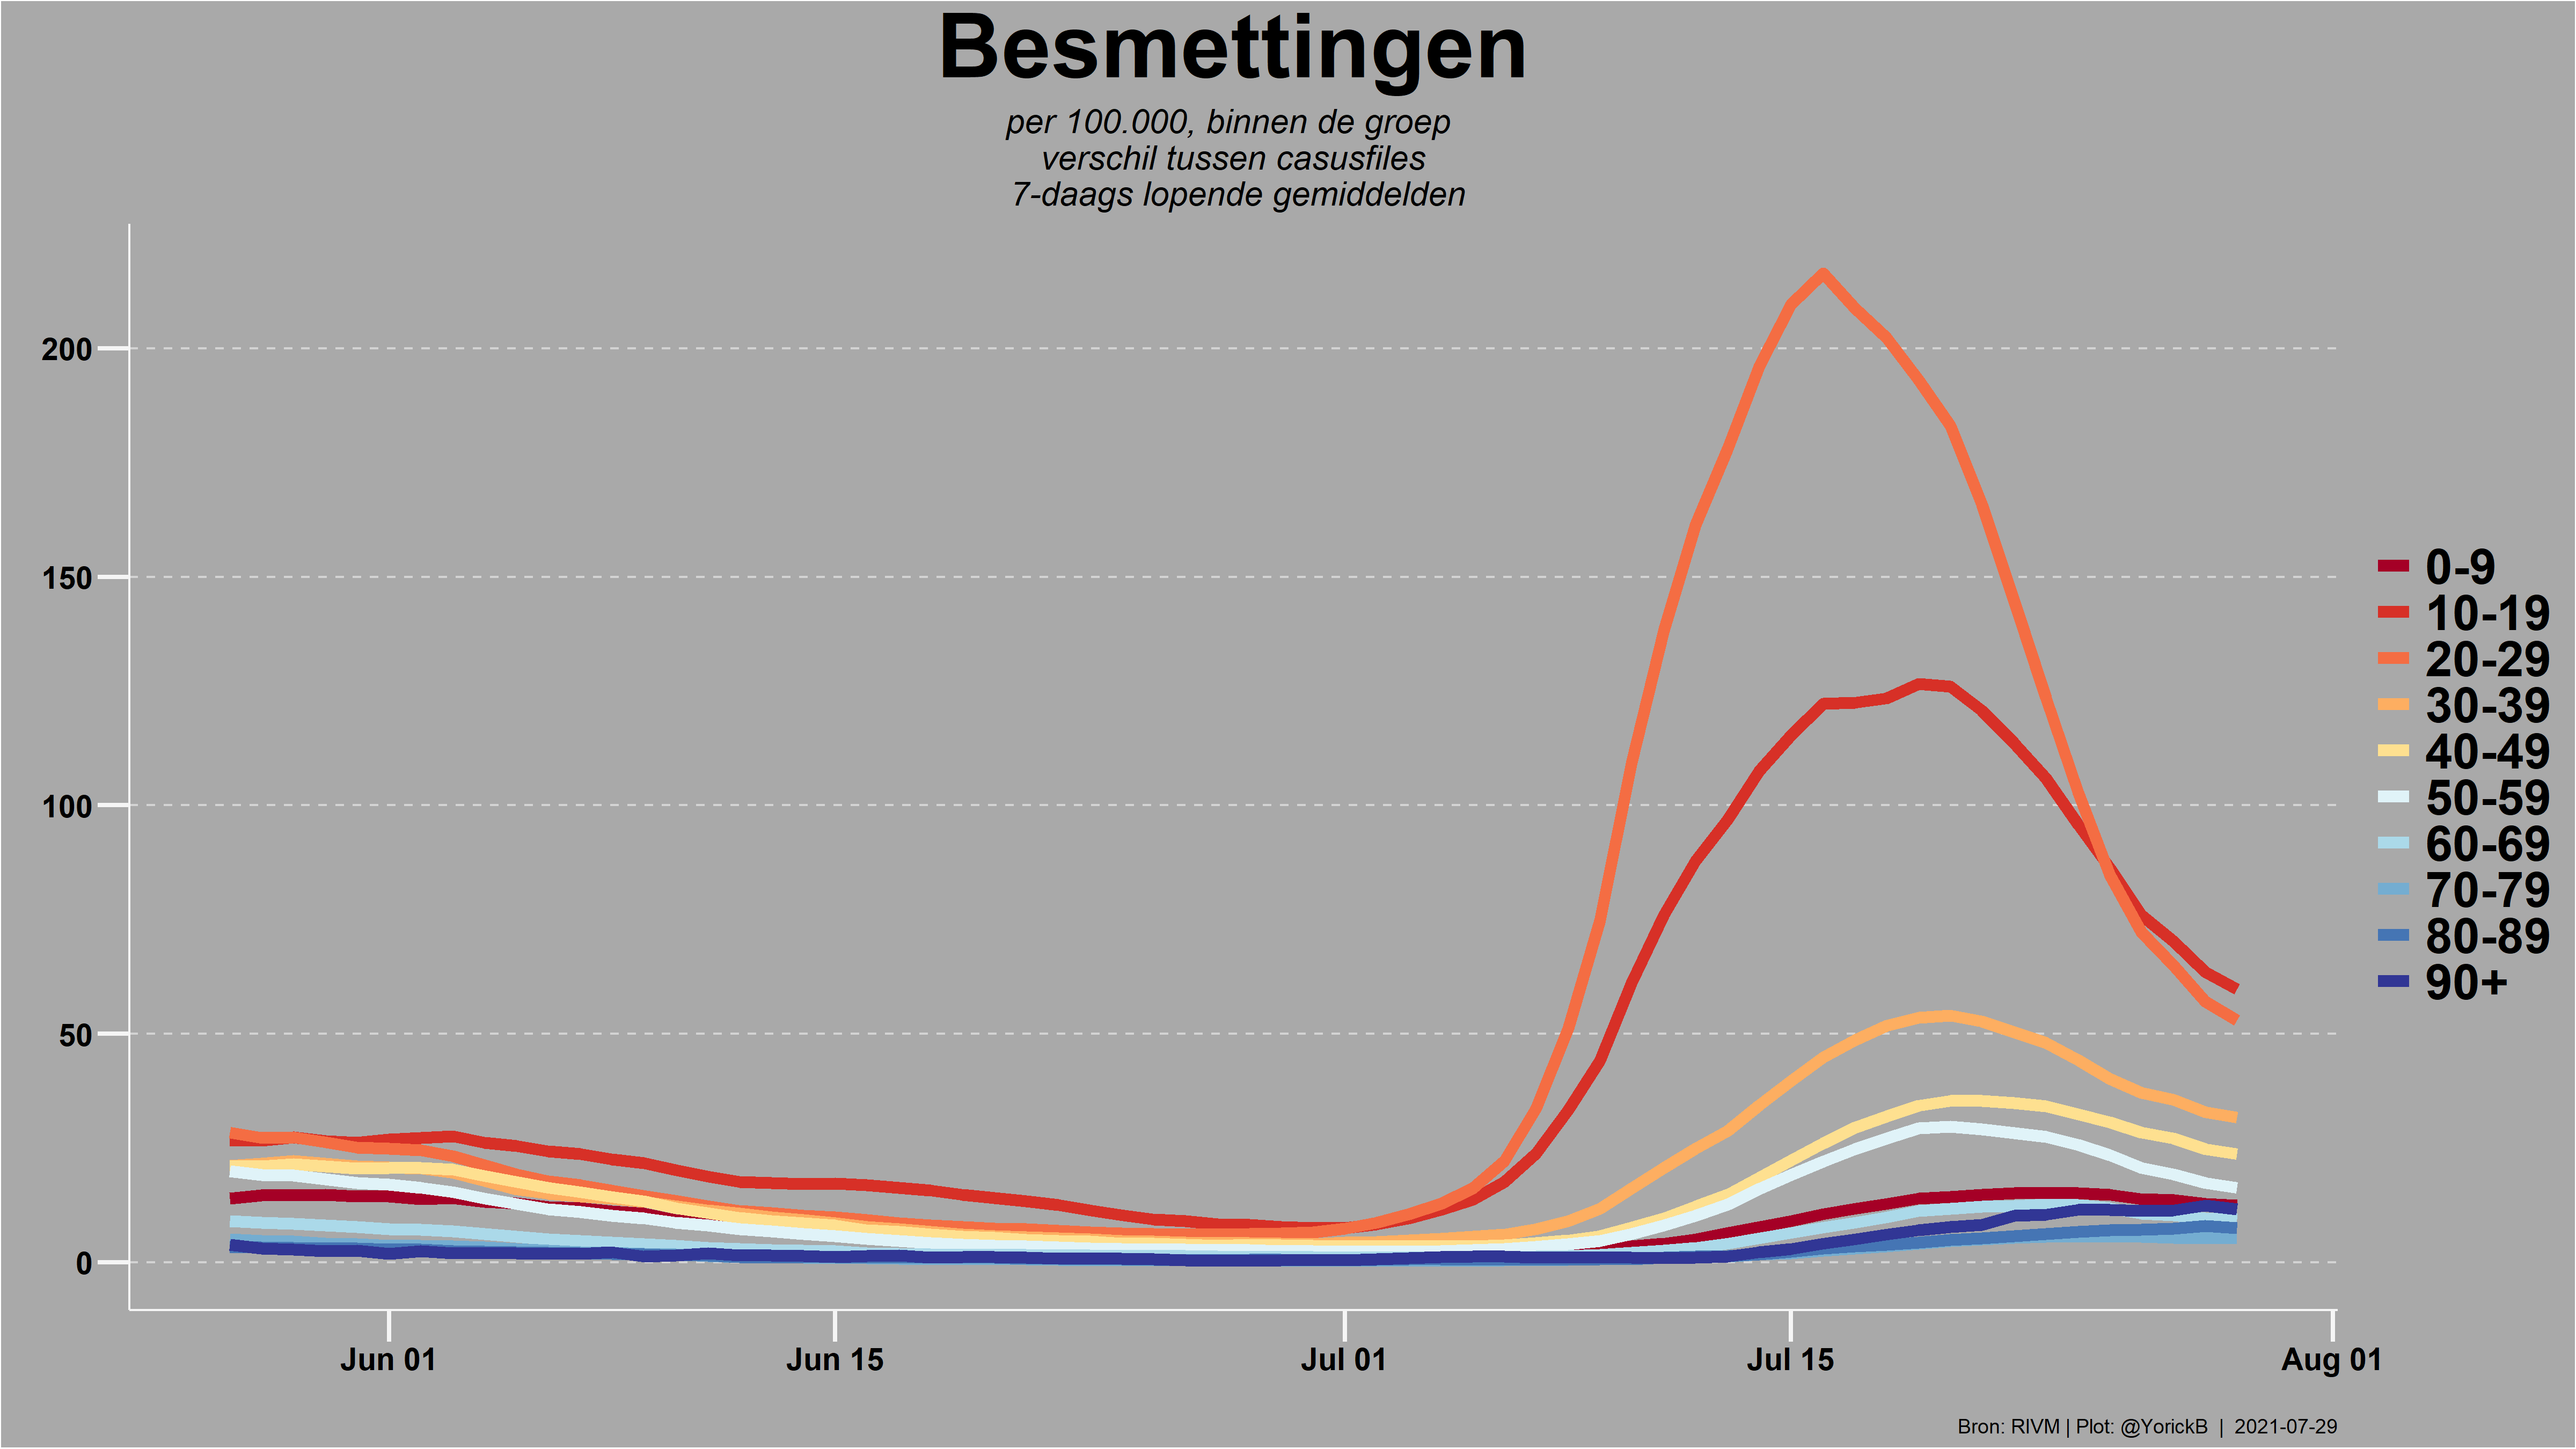 Besmettingen
per 100.000, binnen de groep
verschil tussen casusfiles
7-daags lopende gemiddelden
200
150
100
50
0
Jun 01
Jun 15
Jul 01
Jul 15
Aug 01
0-9
10-19
20-29
30-39
40-49
50-59
60-69
70-79
80-89
90+
Bron: RIVM | Plot: @YorickB | 2021-07-29